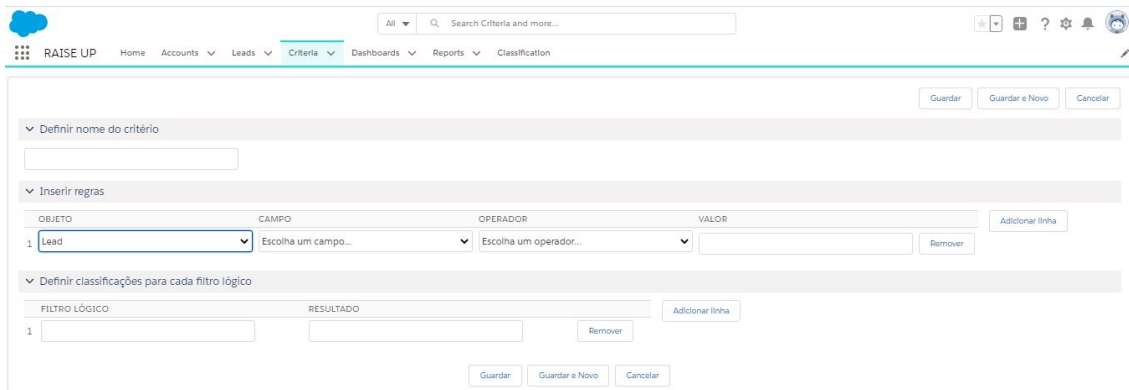 All Search Criteria and more...
RAISE UP Home Accounts Leads Criteria Dashboards Reports Classification
Guardar Guardar e Novo Cancelar
Definir nome do critério
Inserir regras
OBJETO CAMPO OPERADOR VALOR Adicionar linha
1 Lead Escolha um campo... Escolha um operador... Remover
Definir classificações para cada filtro lógico
FILTRO LÓGICO RESULTADO Adicionar linha
1 Remover
Guardar Guardar e Novo Cancelar